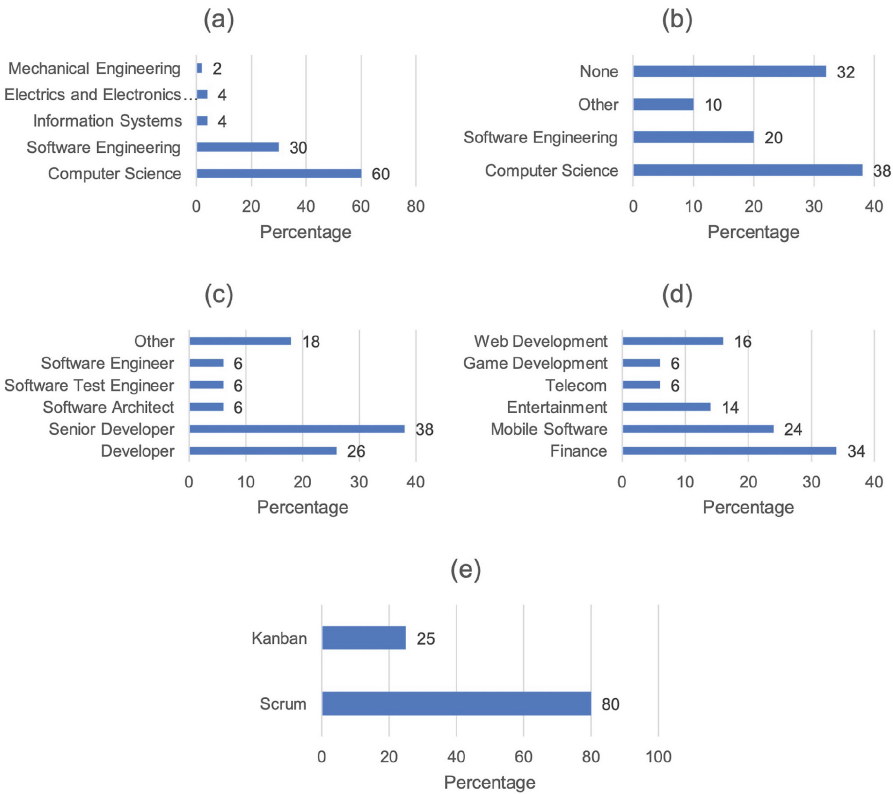 (a)
Mechanical Engineering 2
Electrics and Electronics... 4
Information Systems 4
Software Engineering 30
Computer Science 60
0 20 40 60 80
Percentage
(b)
None 32
Other 10
Software Engineering 20
Computer Science 38
0 10 20 30 40
Percentage
(c)
Other 18
Software Engineer 6
Software Test Engineer 6
Software Architect 6
Senior Developer 38
Developer 26
0 10 20 30 40
Percentage
(d)
Web Development 16
Game Development 6
Telecom 6
Entertainment 14
Mobile Software 24
Finance 34
0 10 20 30 40
Percentage
(e)
Kanban 25
Scrum 80
0 20 40 60 80 100
Percentage